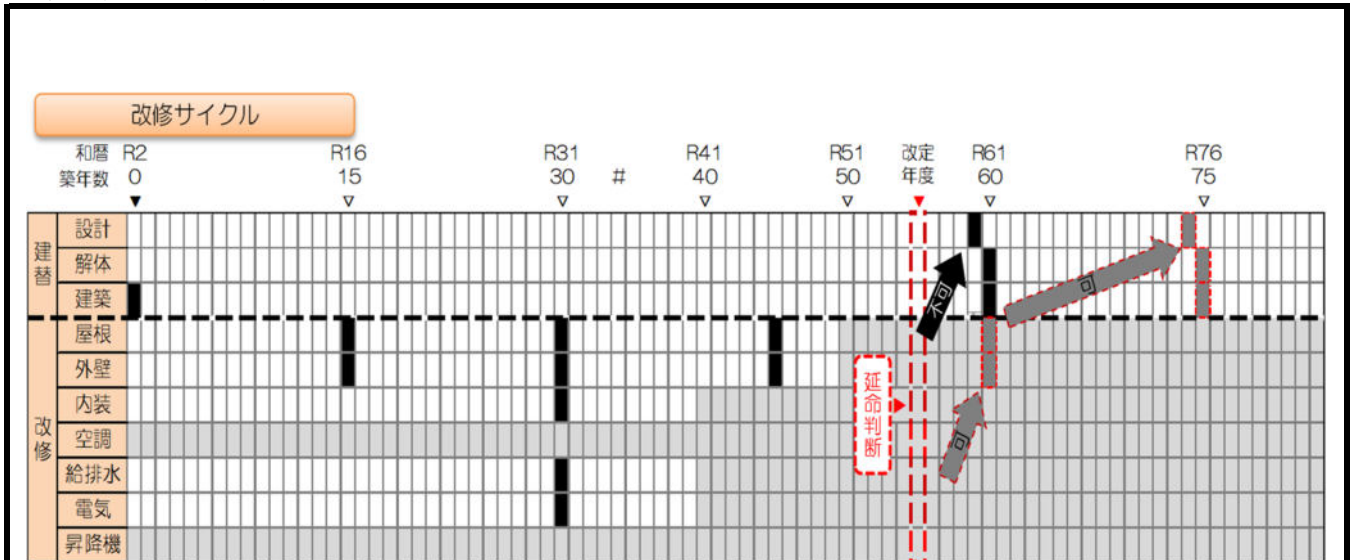 改修サイクル
和暦 R2 R16 R31 R41 R51 改定 R61 R76
築年数 0 15 30 # 40 50 年度 60 75
建替
設計
解体
建築
不可
可
改修
屋根
外壁
内装
空調
給排水
電気
昇降機
延命判断
可